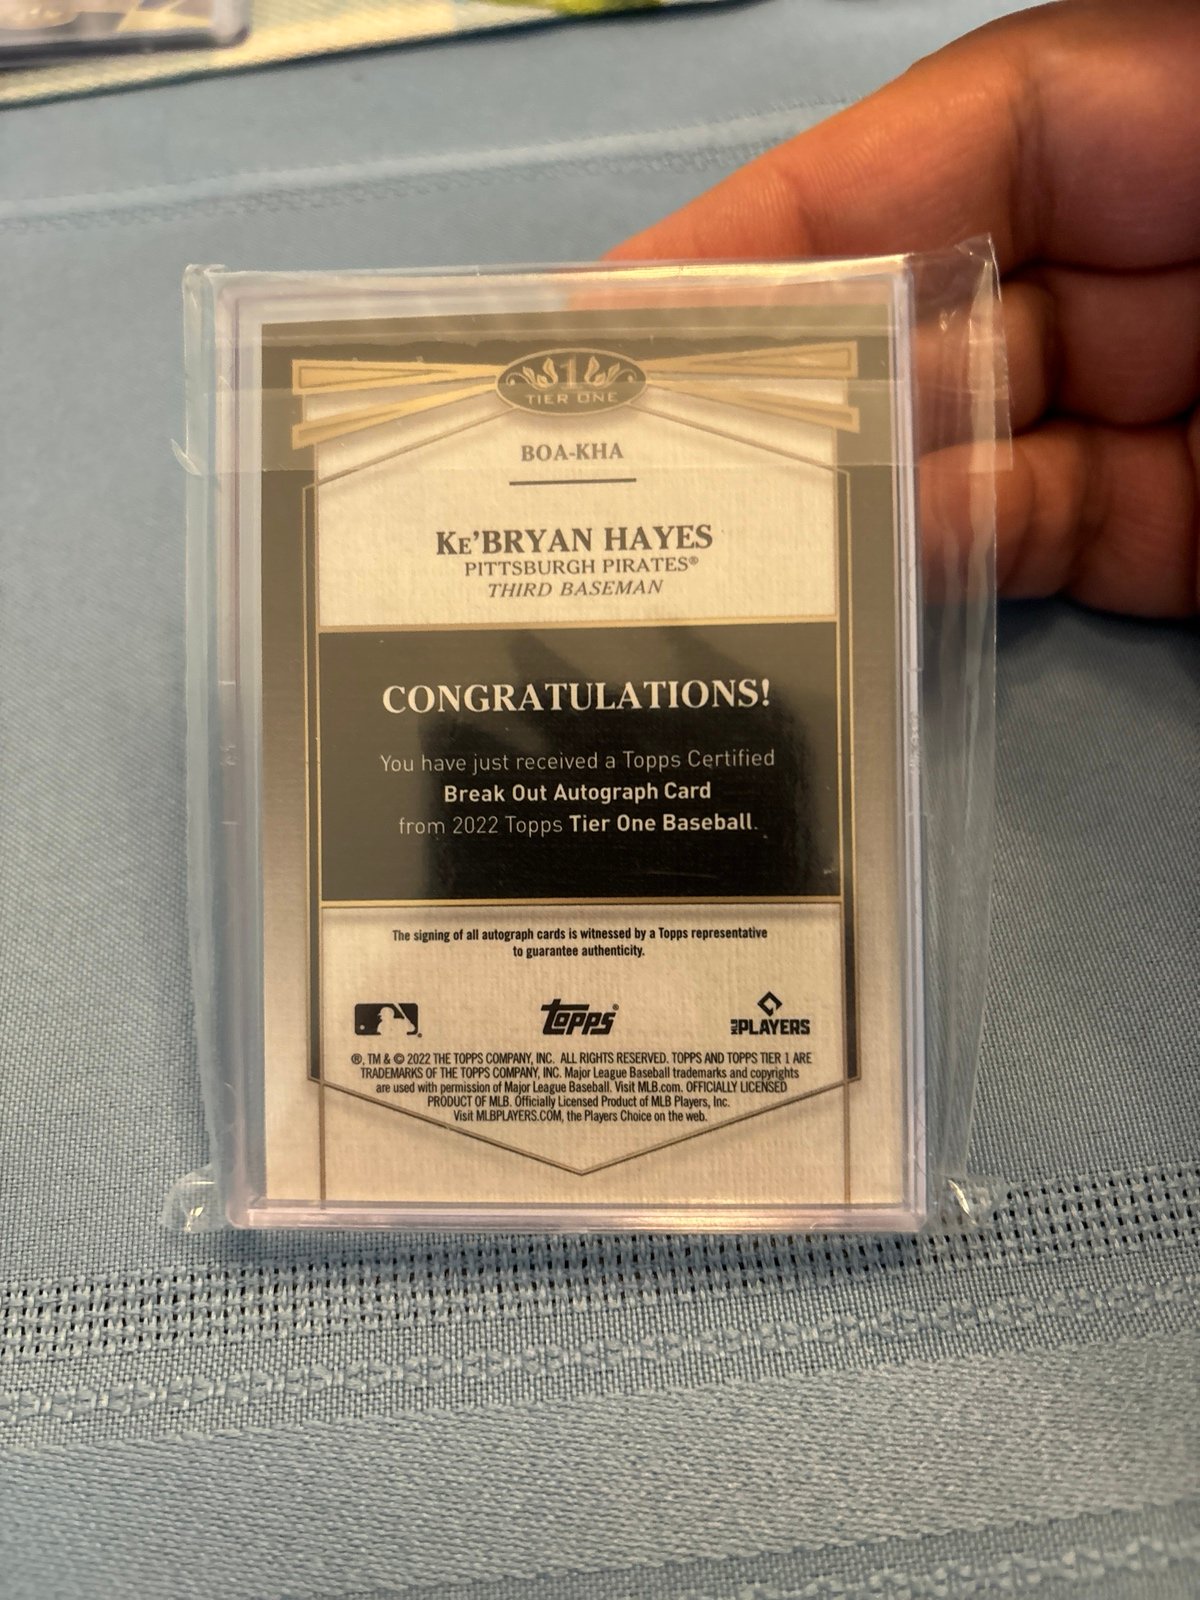 1
TIER ONE
BOA-KHA
KE'BRYAN HAYES
PITTSBURGH PIRATES®
THIRD BASEMAN
CONGRATULATIONS!
You have just received a Topps Certified
Break Out Autograph Card
from 2022 Topps Tier One Baseball.
The signing of all autograph cards is witnessed by a Topps representative
to guarantee authenticity.
Topps®
MLB PLAYERS
®, TM & © 2022 THE TOPPS COMPANY, INC. ALL RIGHTS RESERVED. TOPPS AND TOPPS TIER 1 ARE
TRADEMARKS OF THE TOPPS COMPANY, INC. Major League Baseball trademarks and copyrights
are used with permission of Major League Baseball. Visit MLB.com. OFFICIALLY LICENSED
PRODUCT OF MLB. Officially Licensed Product of MLB Players, Inc.
Visit MLBPLAYERS.COM, the Players Choice on the web.